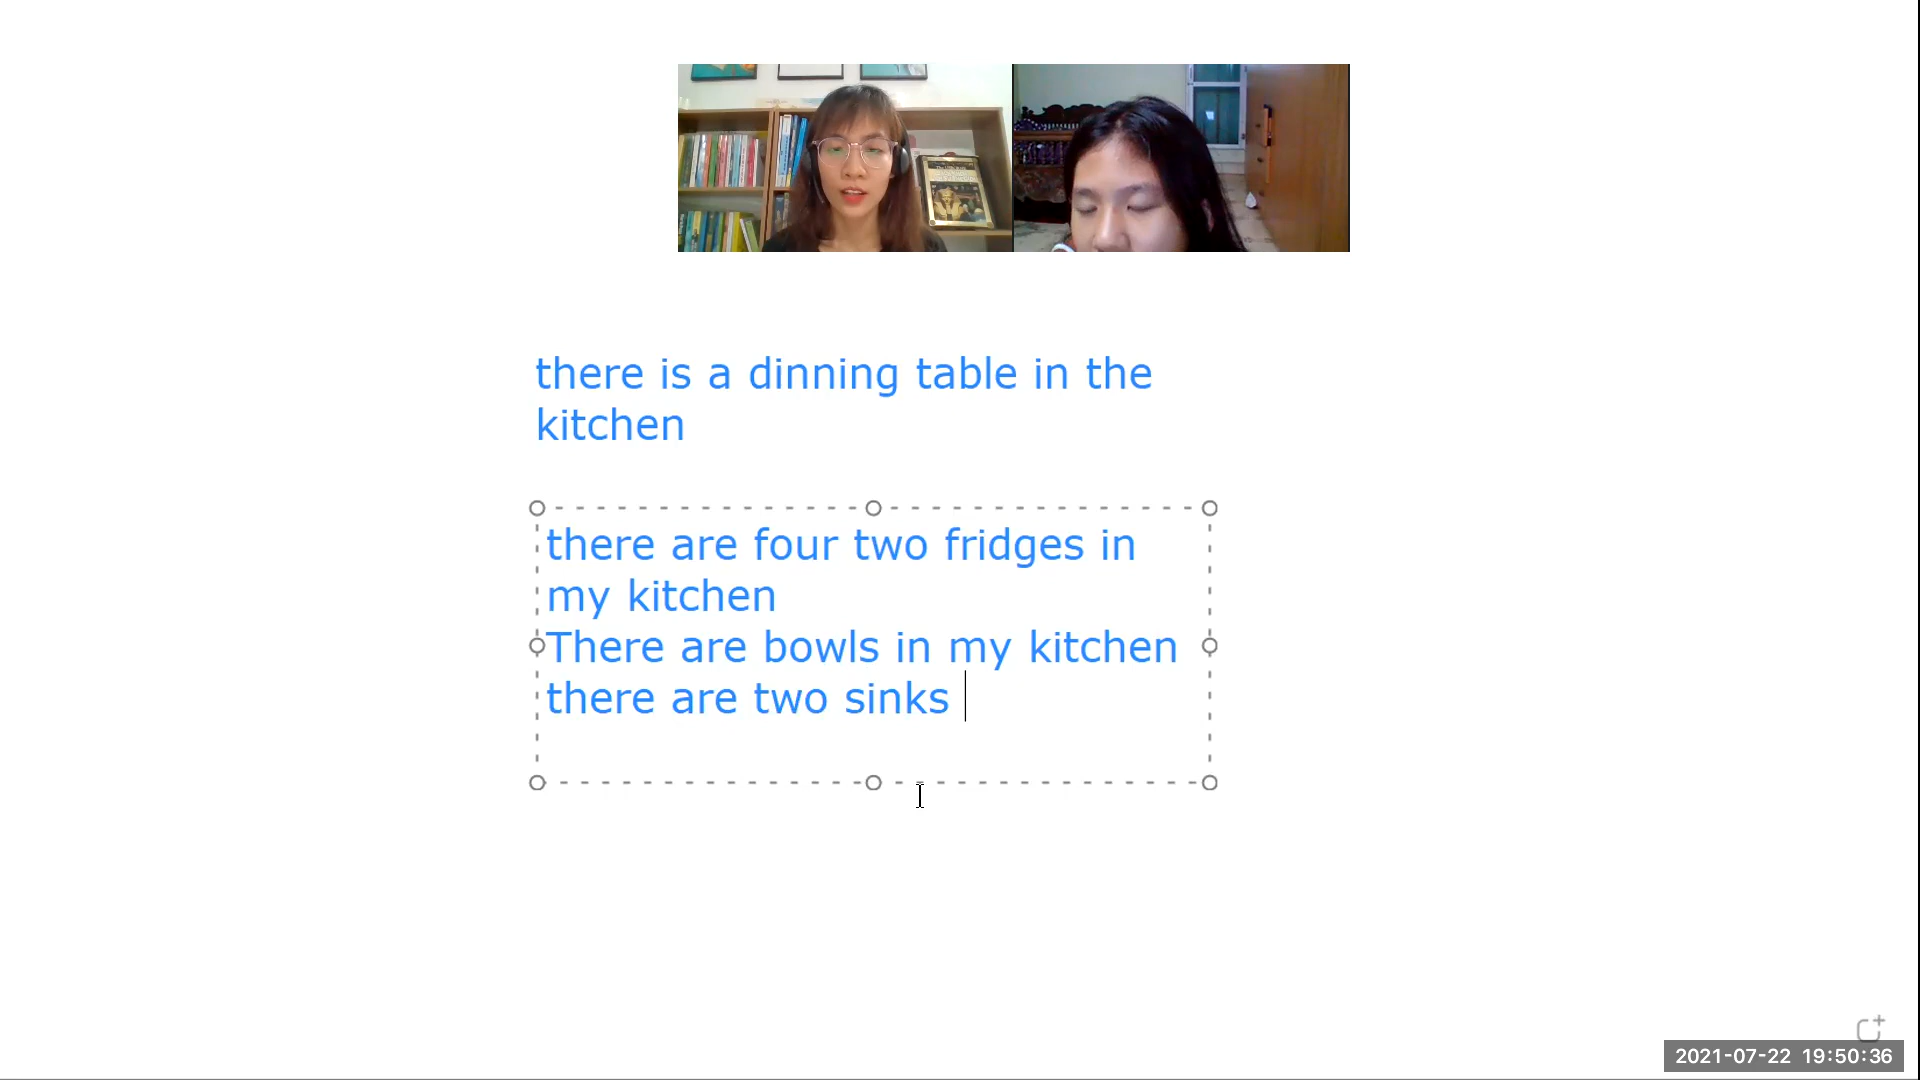 there is a dinning table in the
kitchen
there are four two fridges in
my kitchen
There are bowls in my kitchen
there are two sinks
2021-07-22 19:50:36